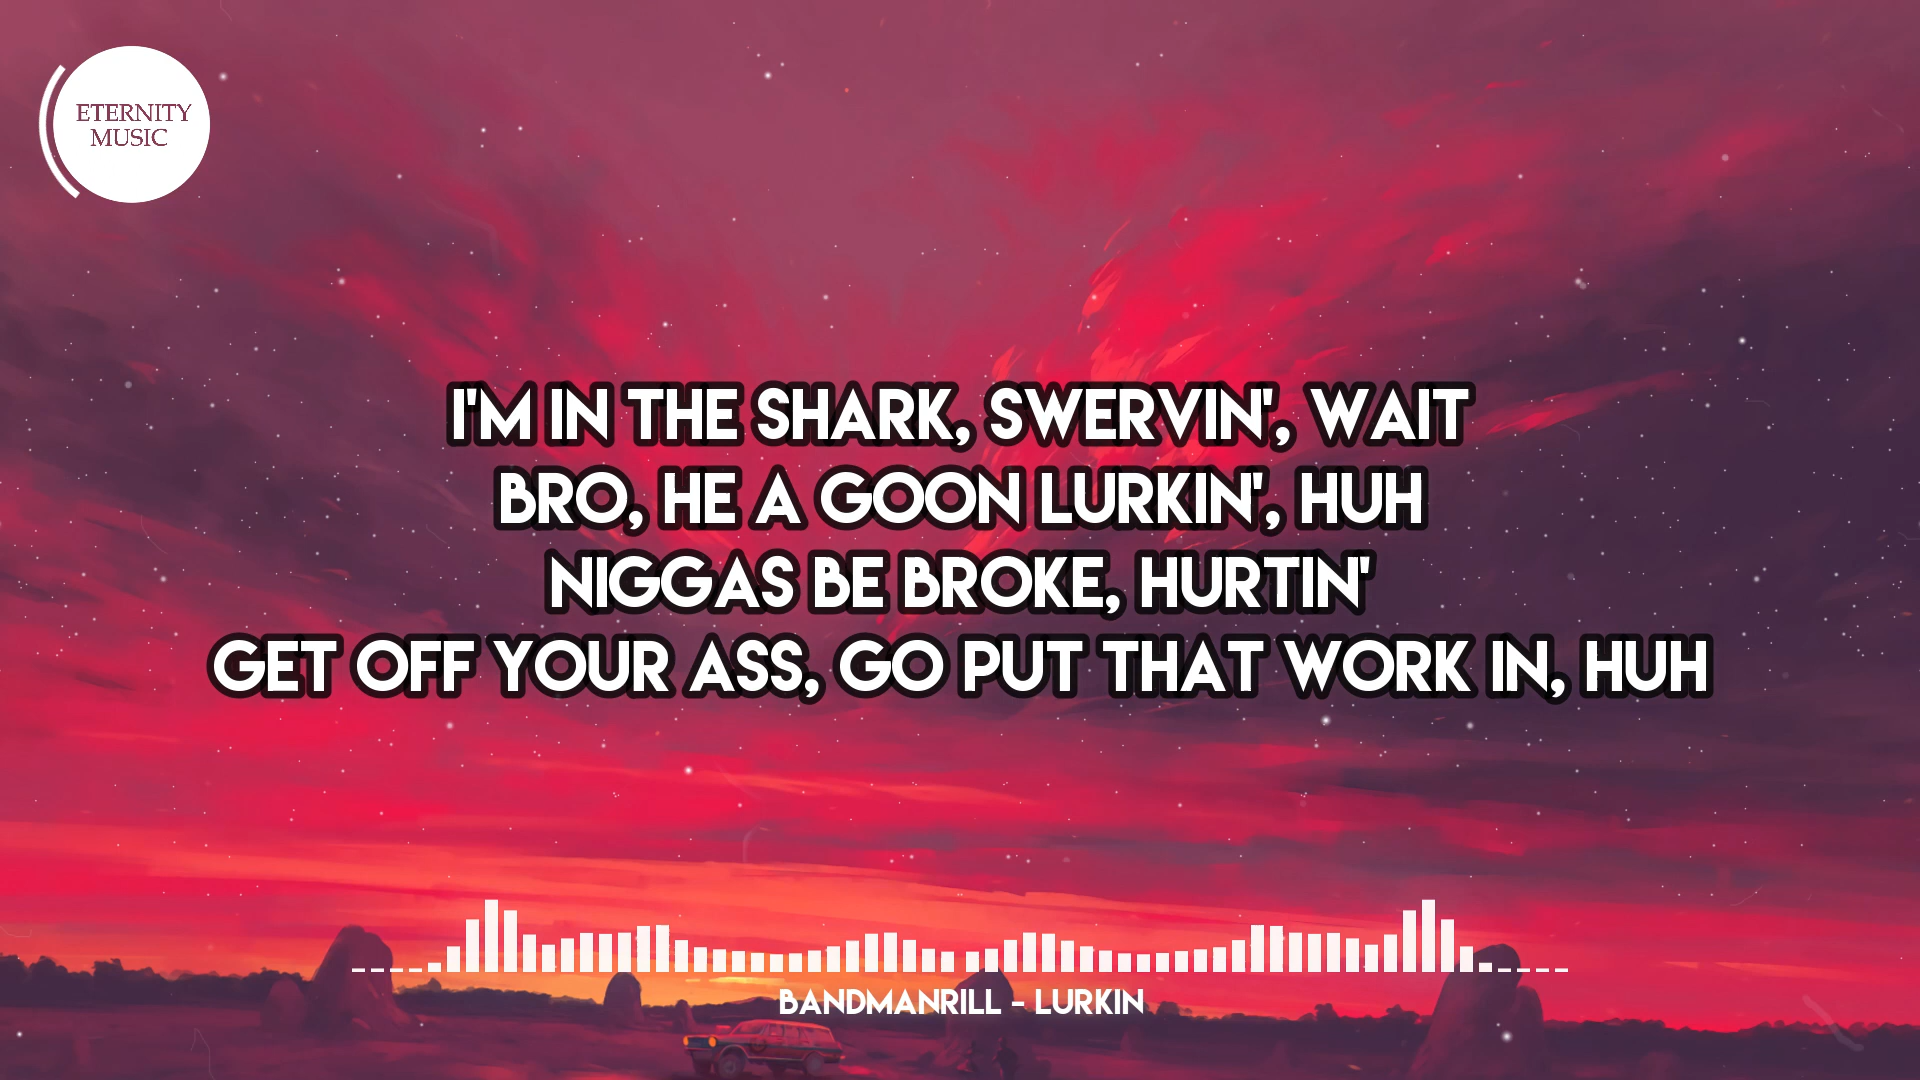 ETERNITY
MUSIC
I'M IN THE SHARK, SWERVIN', WAIT
BRO, HE A GOON LURKIN', HUH
NIGGAS BE BROKE, HURTIN'
GET OFF YOUR ASS, GO PUT THAT WORK IN, HUH
BANDMANRILL - LURKIN